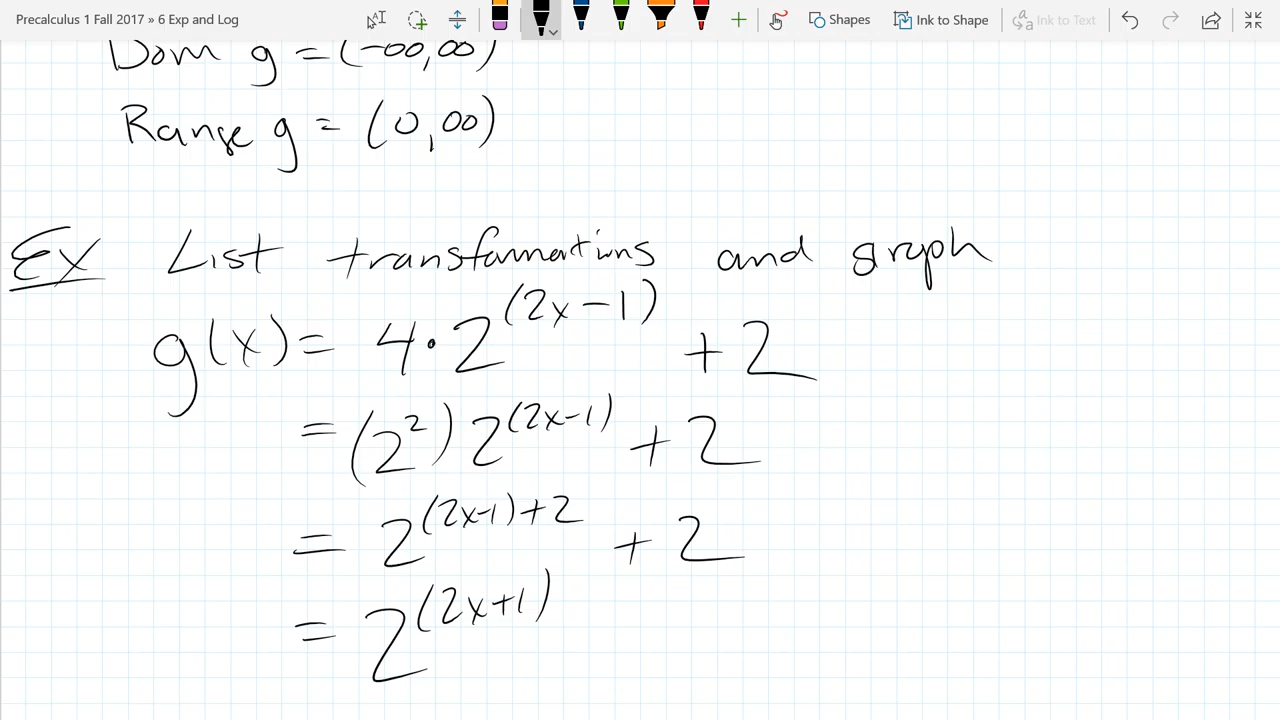 Precalculus 1 Fall 2017 » 6 Exp and Log
Shapes
Ink to Shape
Ink to Text
Dom g = (-∞,∞)
Range g = (0,∞)
Ex List transformations and graph
g(x) = 4·2^(2x-1) + 2
= (2^2) 2^(2x-1) + 2
= 2^(2x-1)+2 + 2
= 2^(2x+1)